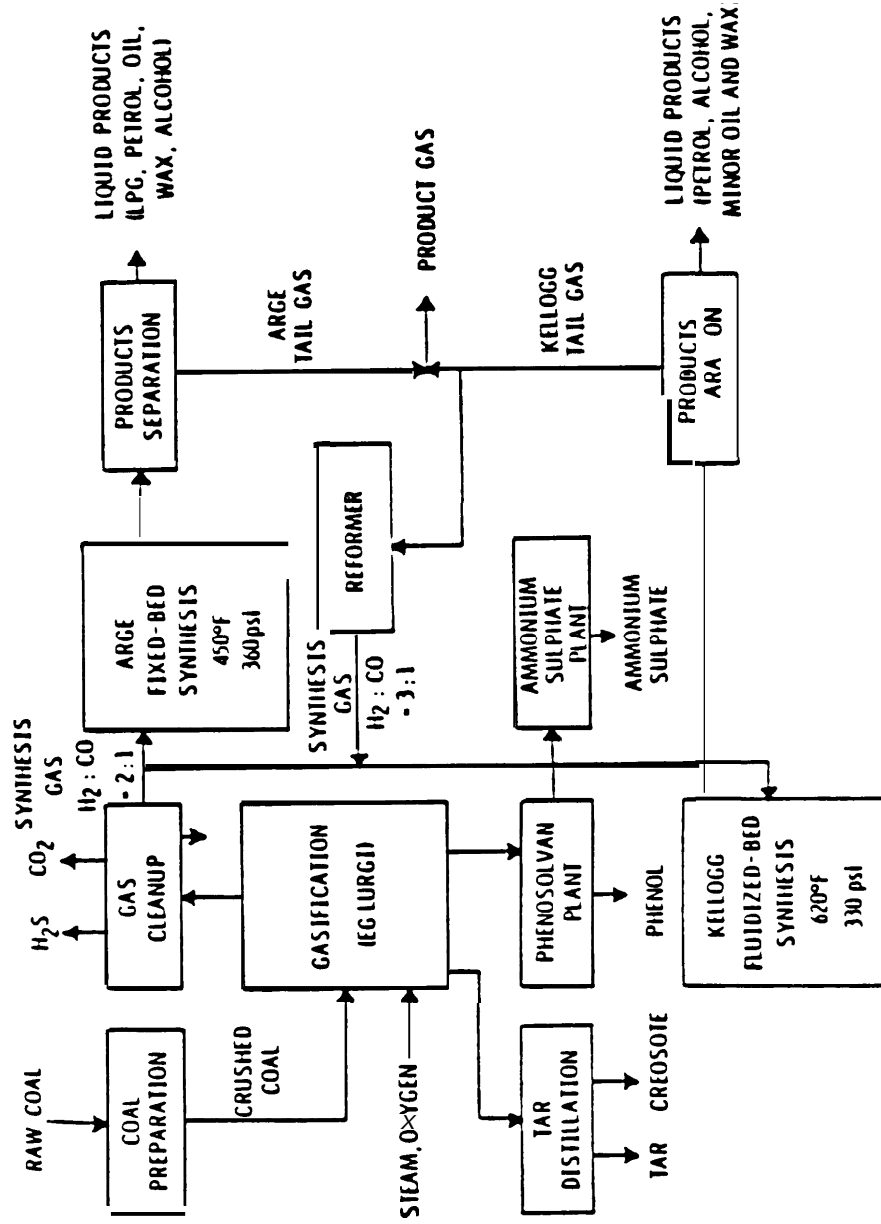 RAW COAL
COAL
PREPARATION
CRUSHED
COAL
STEAM, OXYGEN
TAR
DISTILLATION
TAR
CREOSOTE
H2S
CO2
GAS
CLEANUP
GASIFICATION
(EG LURGI)
PHENOSOLVAN
PLANT
PHENOL
KELLOGG
FLUIDIZED-BED
SYNTHESIS
620°F
330 psi
SYNTHESIS
GAS
H2 : CO
= 2 : 1
ARGE
FIXED-BED
SYNTHESIS
450°F
360psi
SYNTHESIS
GAS
H2 : CO
= 3 : 1
REFORMER
AMMONIUM
SULPHATE
PLANT
AMMONIUM
SULPHATE
PRODUCTS
SEPARATION
ARGE
TAIL GAS
PRODUCT GAS
KELLOGG
TAIL GAS
PRODUCTS
ARA ON
LIQUID PRODUCTS
(LPG, PETROL, OIL,
WAX, ALCOHOL)
LIQUID PRODUCTS
(PETROL, ALCOHOL,
MINOR OIL AND WAX)